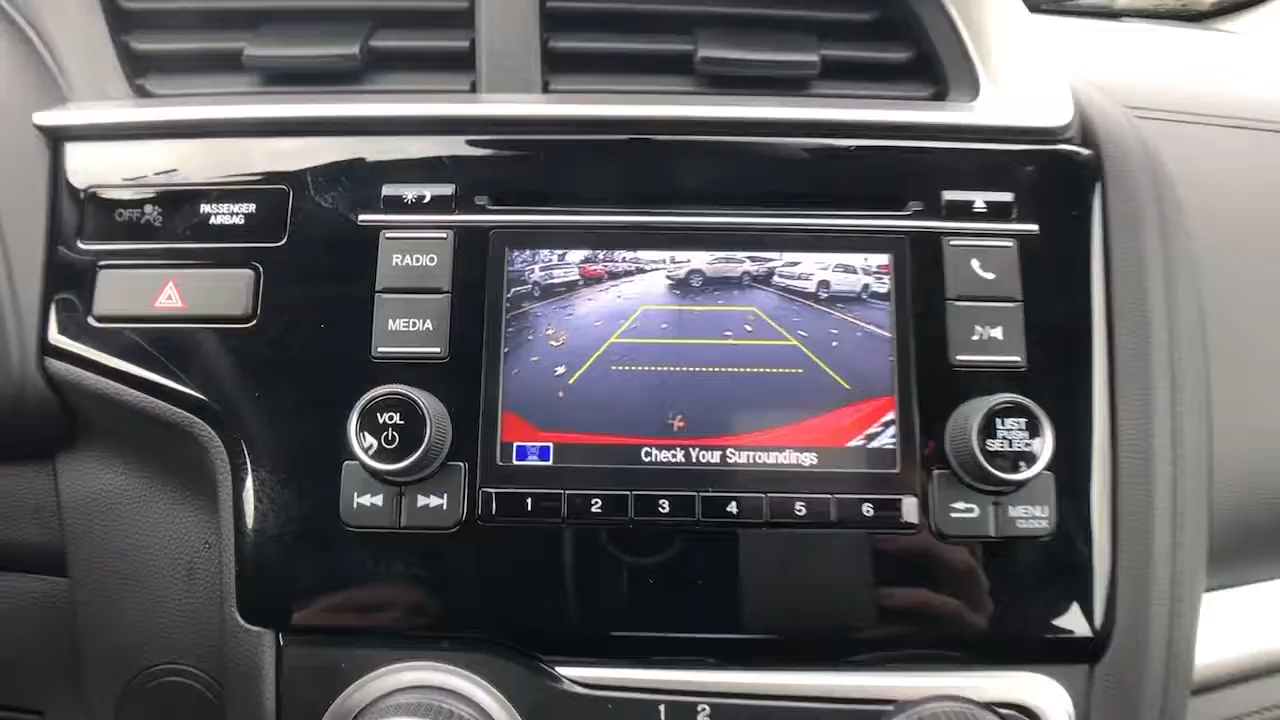 OFF 2
PASSENGER
AIRBAG
RADIO
MEDIA
VOL
Check Your Surroundings
1 2 3 4 5 6
LIST
PUSH
SELECT
MENU
CLOCK
1 2